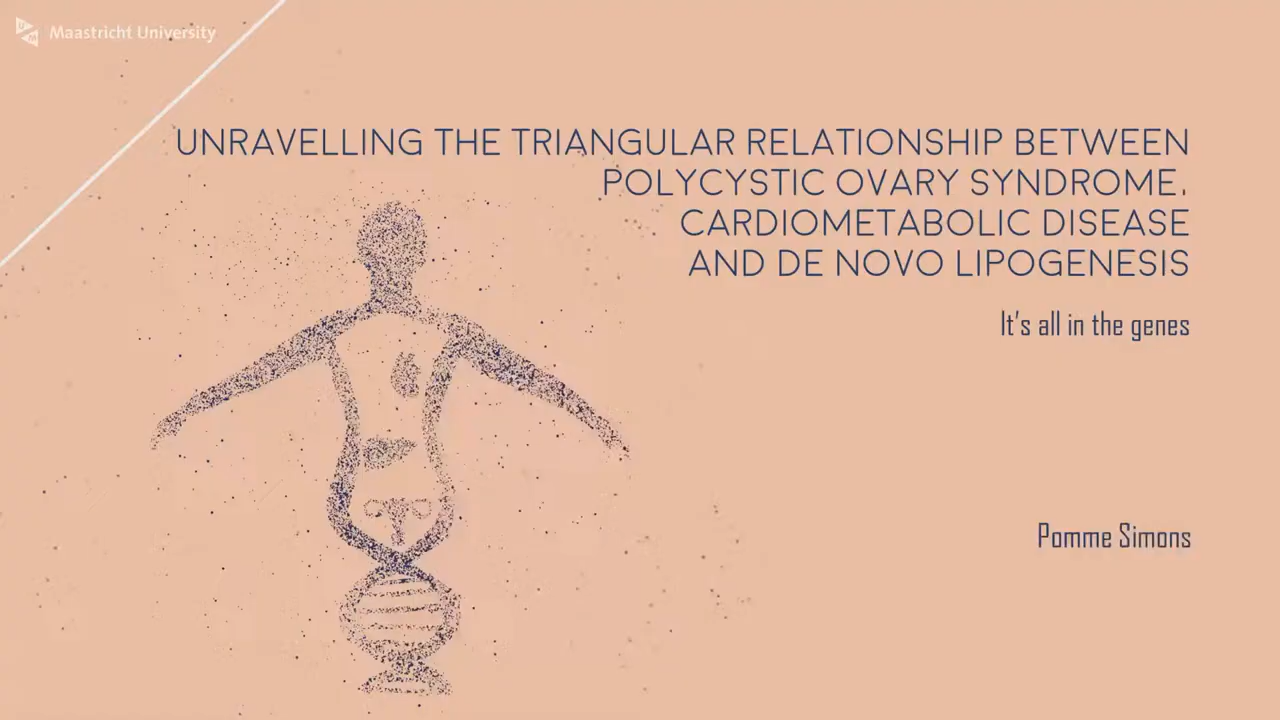 Maastricht University
UNRAVELLING THE TRIANGULAR RELATIONSHIP BETWEEN
POLYCYSTIC OVARY SYNDROME,
CARDIOMETABOLIC DISEASE
AND DE NOVO LIPOGENESIS
It's all in the genes
Pomme Simons